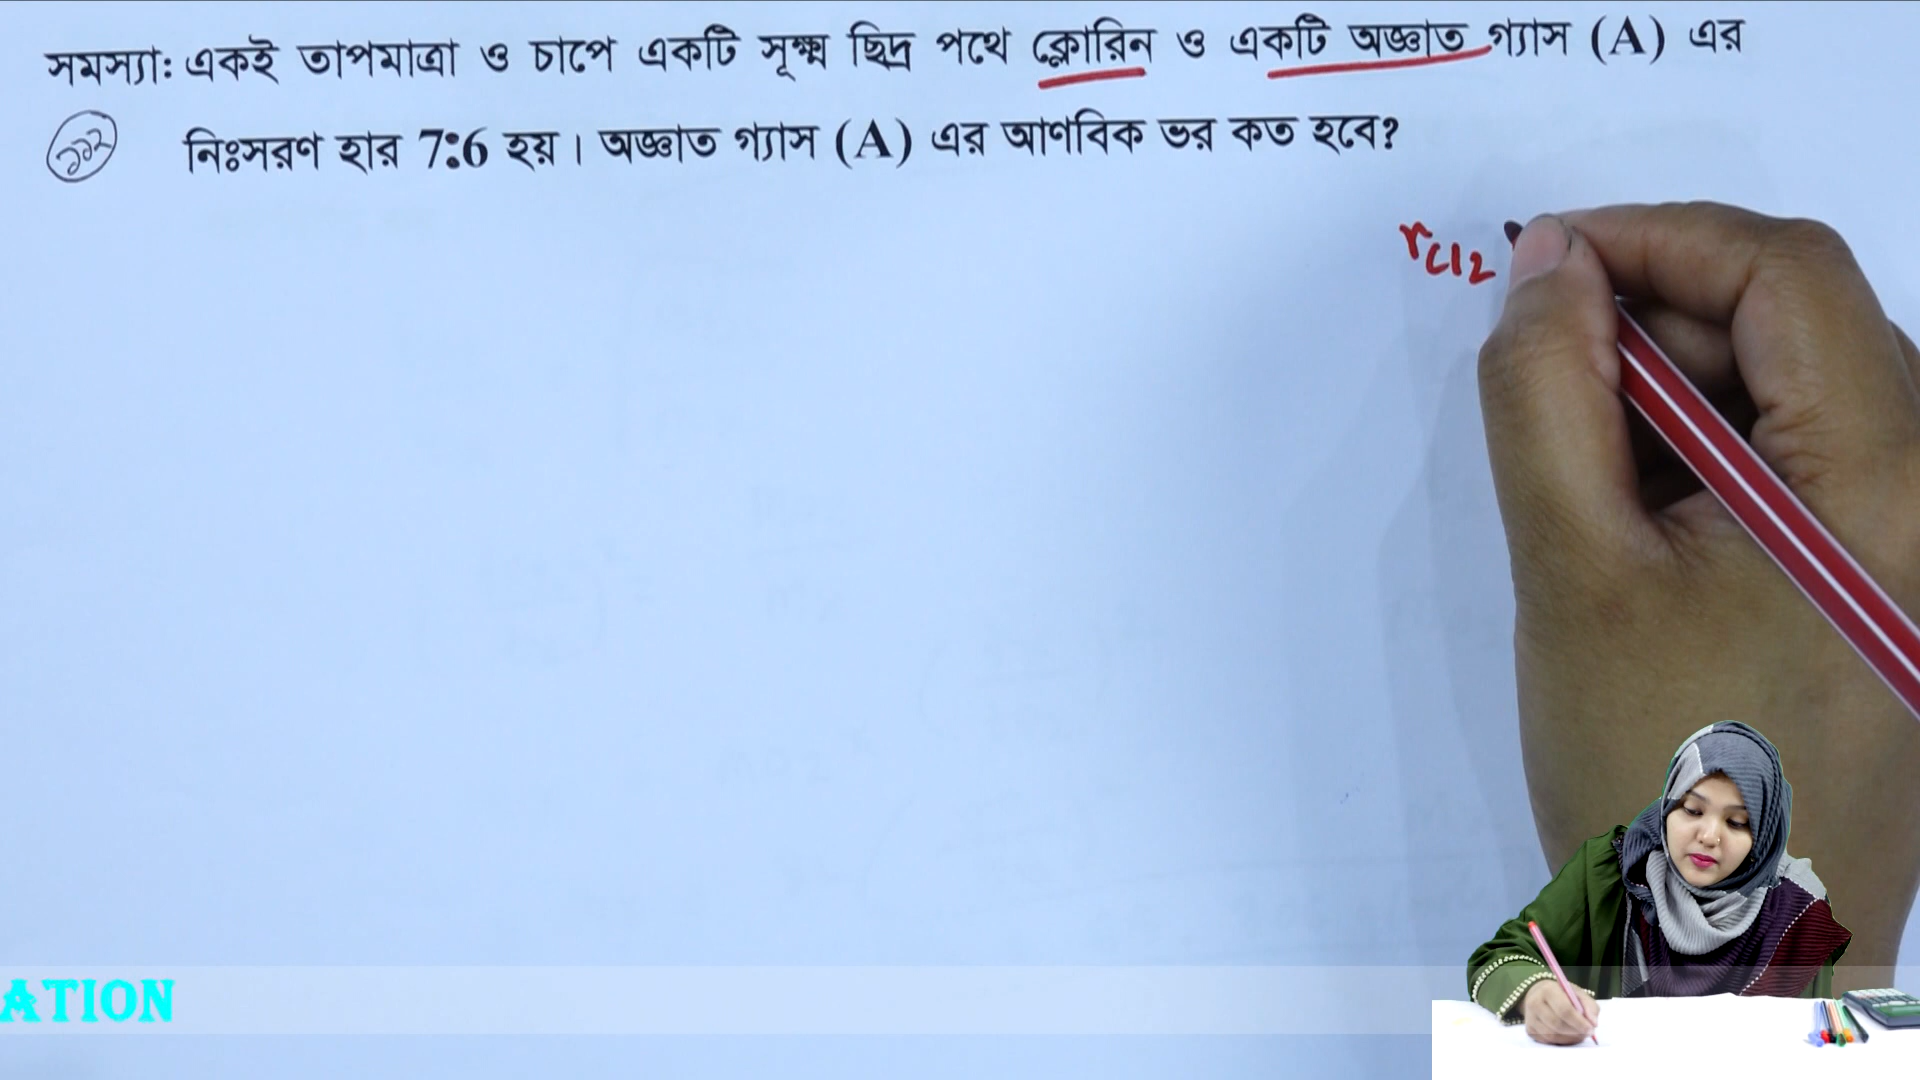 সমস্যা: একই তাপমাত্রা ও চাপে একটি সূক্ষ্ম ছিদ্র পথে ক্লোরিন ও একটি অজ্ঞাত গ্যাস (A) এর
১১২ নিঃসরণ হার 7:6 হয়। অজ্ঞাত গ্যাস (A) এর আণবিক ভর কত হবে?
rCl2
ATION